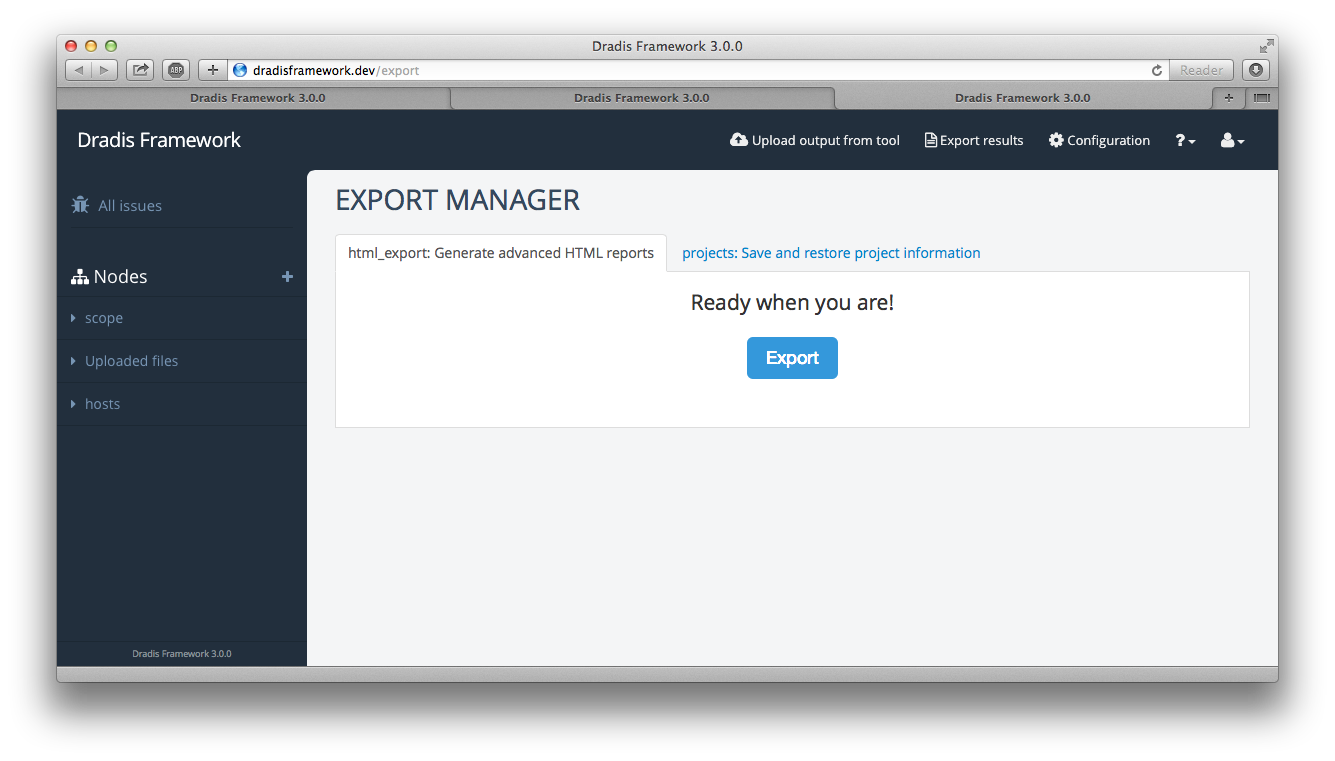 Dradis Framework 3.0.0
ABP
dradisframework.dev/export
Reader
Dradis Framework 3.0.0
Dradis Framework 3.0.0
Dradis Framework 3.0.0
Dradis Framework
Upload output from tool
Export results
Configuration
?
All issues
Nodes
scope
Uploaded files
hosts
Dradis Framework 3.0.0
EXPORT MANAGER
html_export: Generate advanced HTML reports
projects: Save and restore project information
Ready when you are!
Export